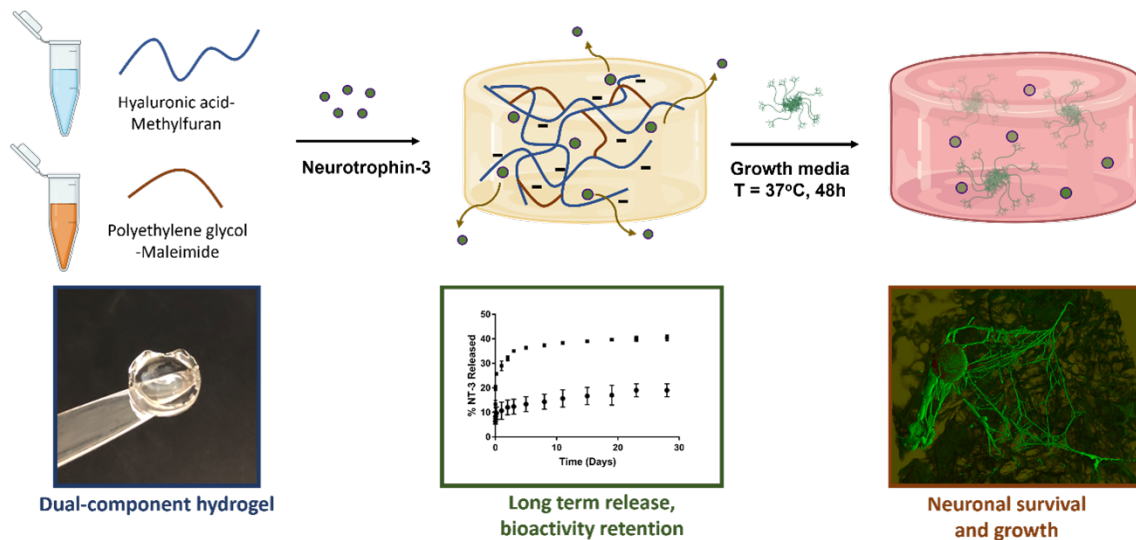 Hyaluronic acid-
Methylfuran
Polyethylene glycol
-Maleimide
Neurotrophin-3
Growth media
T = 37°C, 48h
Dual-component hydrogel
% NT-3 Released
50
40
30
20
10
0
0
10
20
30
Time (Days)
Long term release,
bioactivity retention
Neuronal survival
and growth